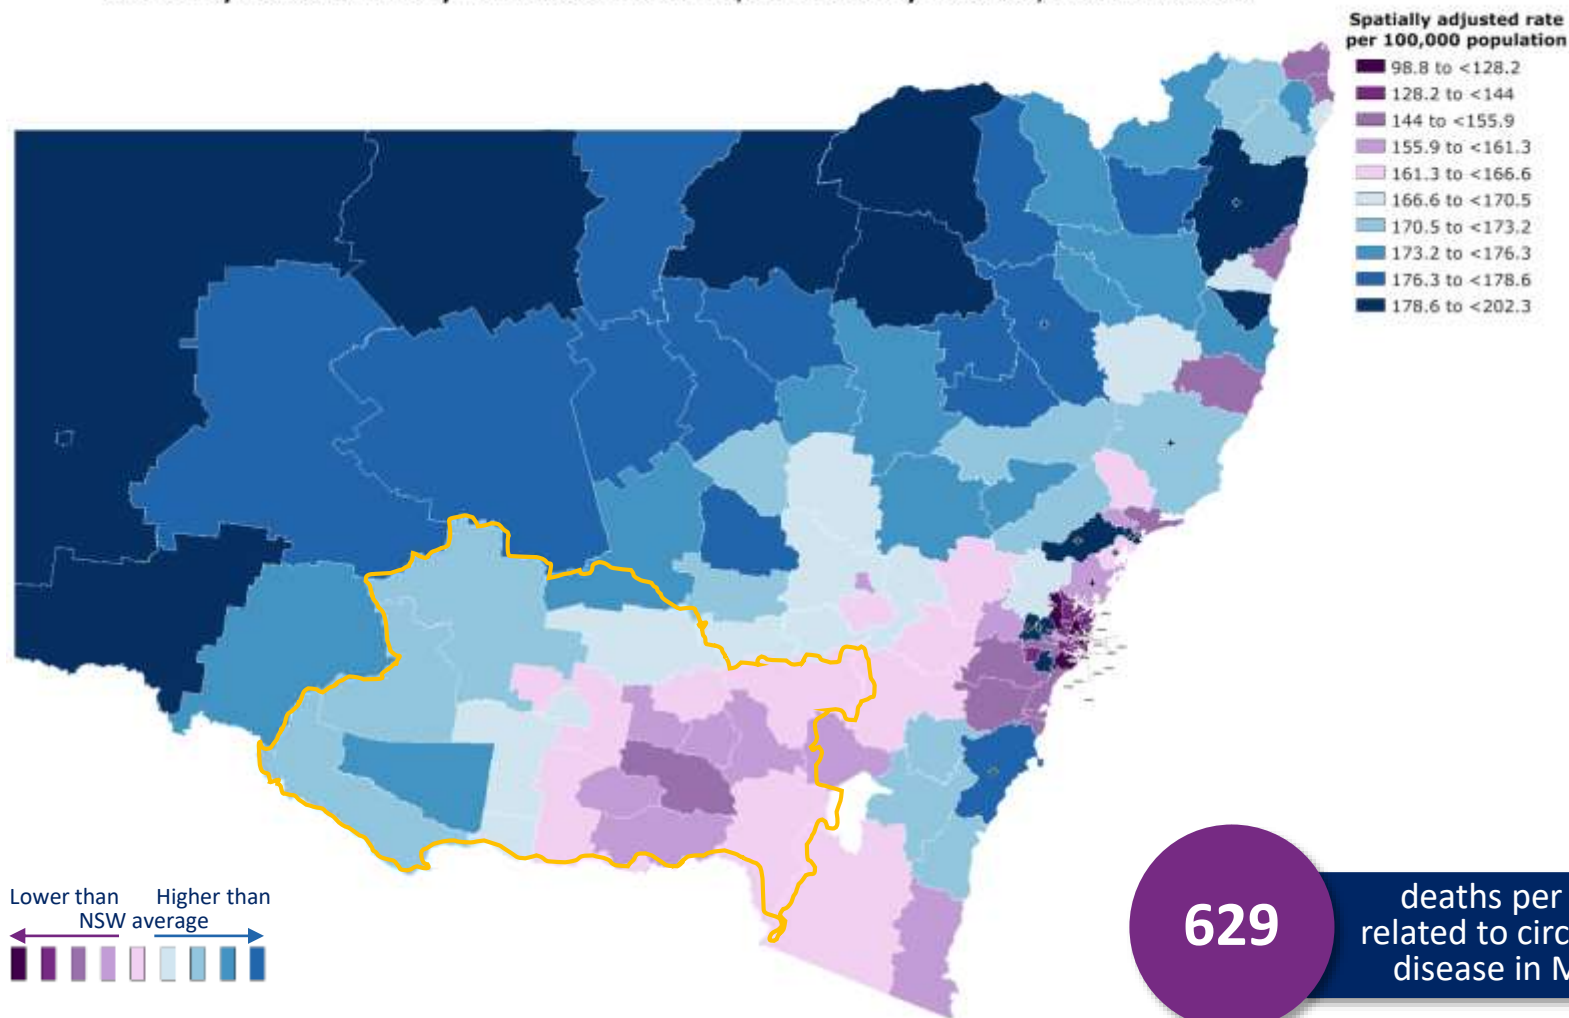 Spatially adjusted rate
per 100,000 population
98.8 to <128.2
128.2 to <144
144 to <155.9
155.9 to <161.3
161.3 to <166.6
166.6 to <170.5
170.5 to <173.2
173.2 to <176.3
176.3 to <178.6
178.6 to <202.3
Lower than Higher than
NSW average
629
deaths per
related to circ
disease in M